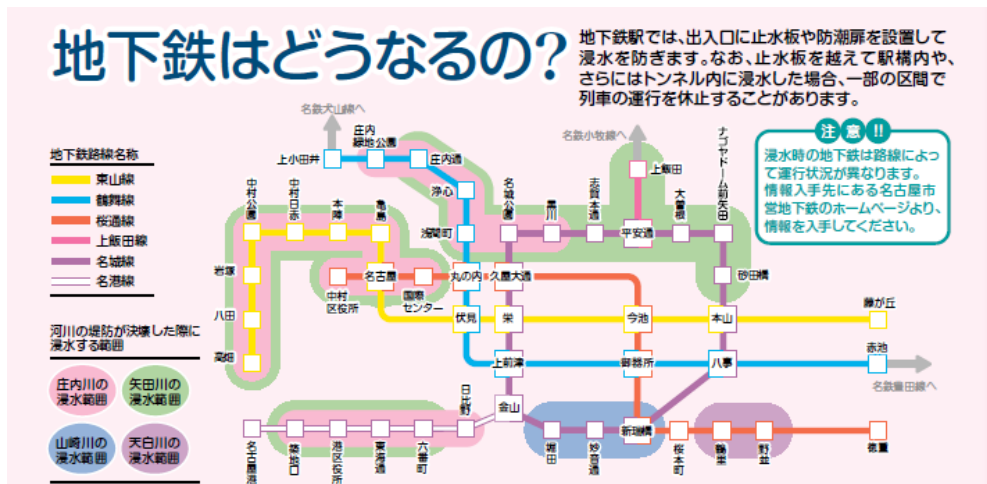 地下鉄はどうなるの?
地下鉄駅では、出入口に止水板や防潮扉を設置して
浸水を防ぎます。なお、止水板を越えて駅構内や、
さらにはトンネル内に浸水した場合、一部の区間で
列車の運行を休止することがあります。
注意!!
浸水時の地下鉄は路線によっ
て運行状況が異なります。
情報入手先にある名古屋市
営地下鉄のホームページより、
情報を入手してください。
地下鉄路線名称
東山線
鶴舞線
桜通線
上飯田線
名城線
名港線
河川の堤防が決壊した際に
浸水する範囲
庄内川の
浸水範囲
矢田川の
浸水範囲
山崎川の
浸水範囲
天白川の
浸水範囲
名鉄犬山線へ
上小田井
庄内
緑地公園
庄内通
浄心
浅間町
名鉄小牧線へ
上飯田
名城公園
黒川
志賀本通
平安通
大曽根
ナゴヤドーム前矢田
砂田橋
中村公園
中村日赤
本陣
亀島
岩塚
八田
高畑
名古屋
中村
区役所
国際
センター
丸の内
久屋大通
伏見
栄
今池
本山
藤が丘
上前津
御器所
八事
赤池
名鉄豊田線へ
金山
日比野
六番町
東海通
港区役所
築地口
名古屋港
堀田
妙音通
新瑞橋
桜本町
鶴里
野並
徳重